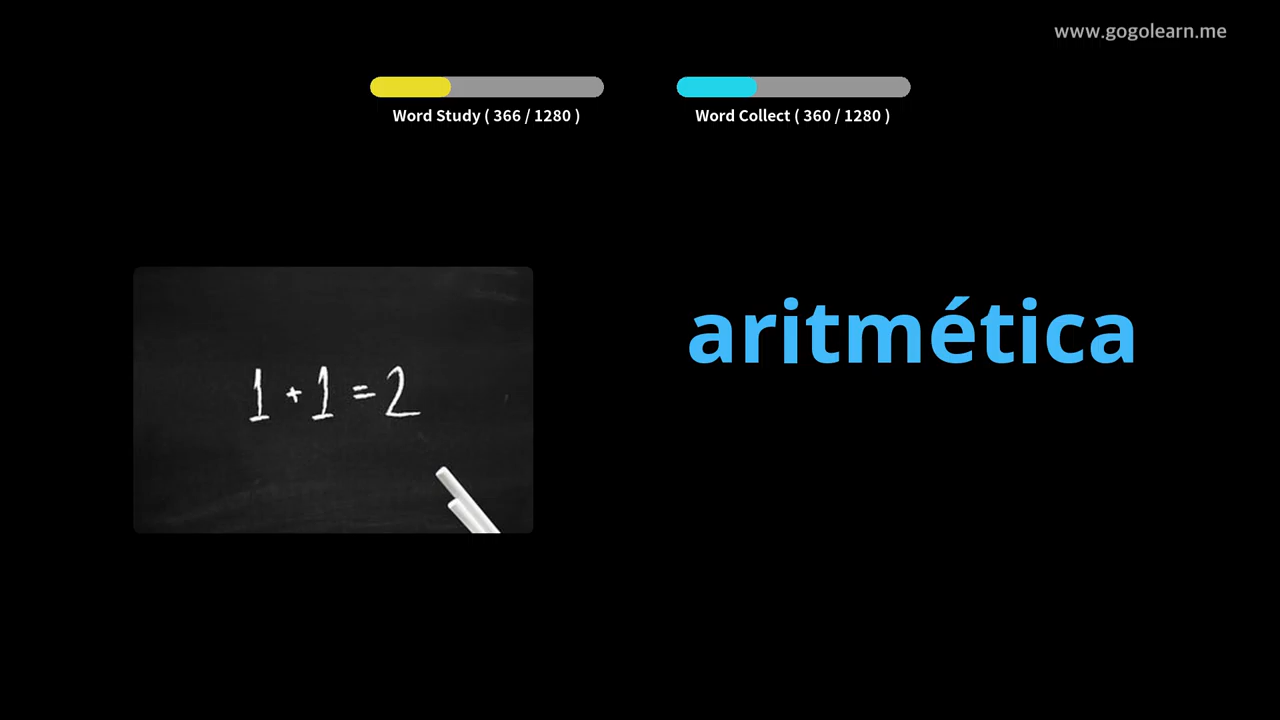 www.gogolearn.me
Word Study ( 366 / 1280 )
Word Collect ( 360 / 1280 )
aritmética
1 + 1 = 2